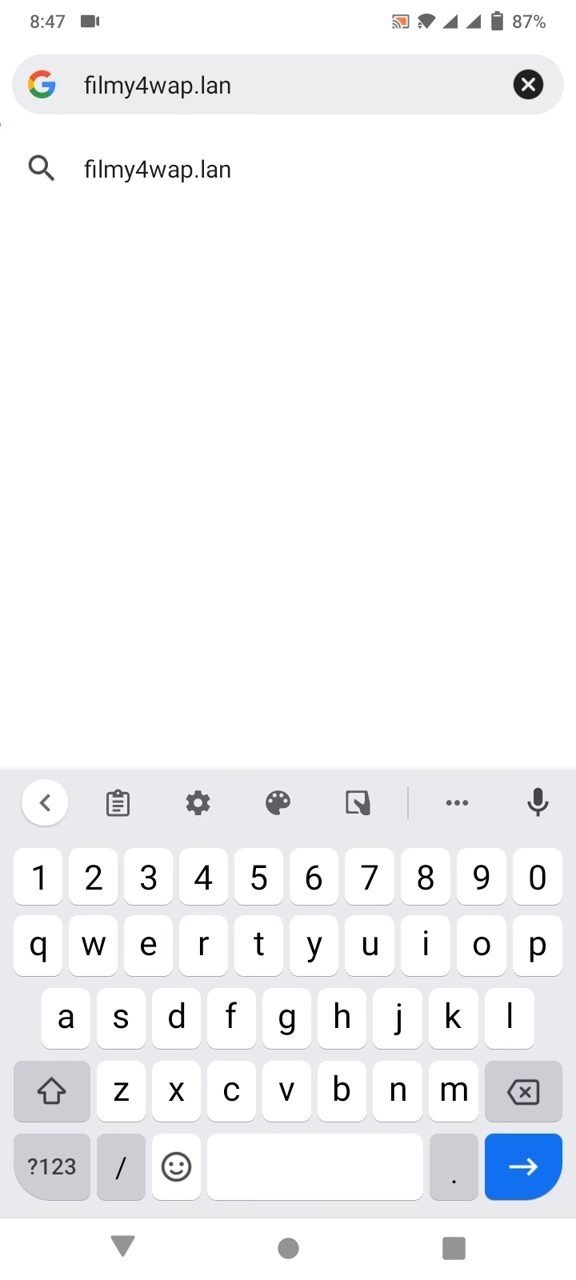 8:47
87%
filmy4wap.lan
filmy4wap.lan
1 2 3 4 5 6 7 8 9 0
q w e r t y u i o p
a s d f g h j k l
z x c v b n m
?123 / .